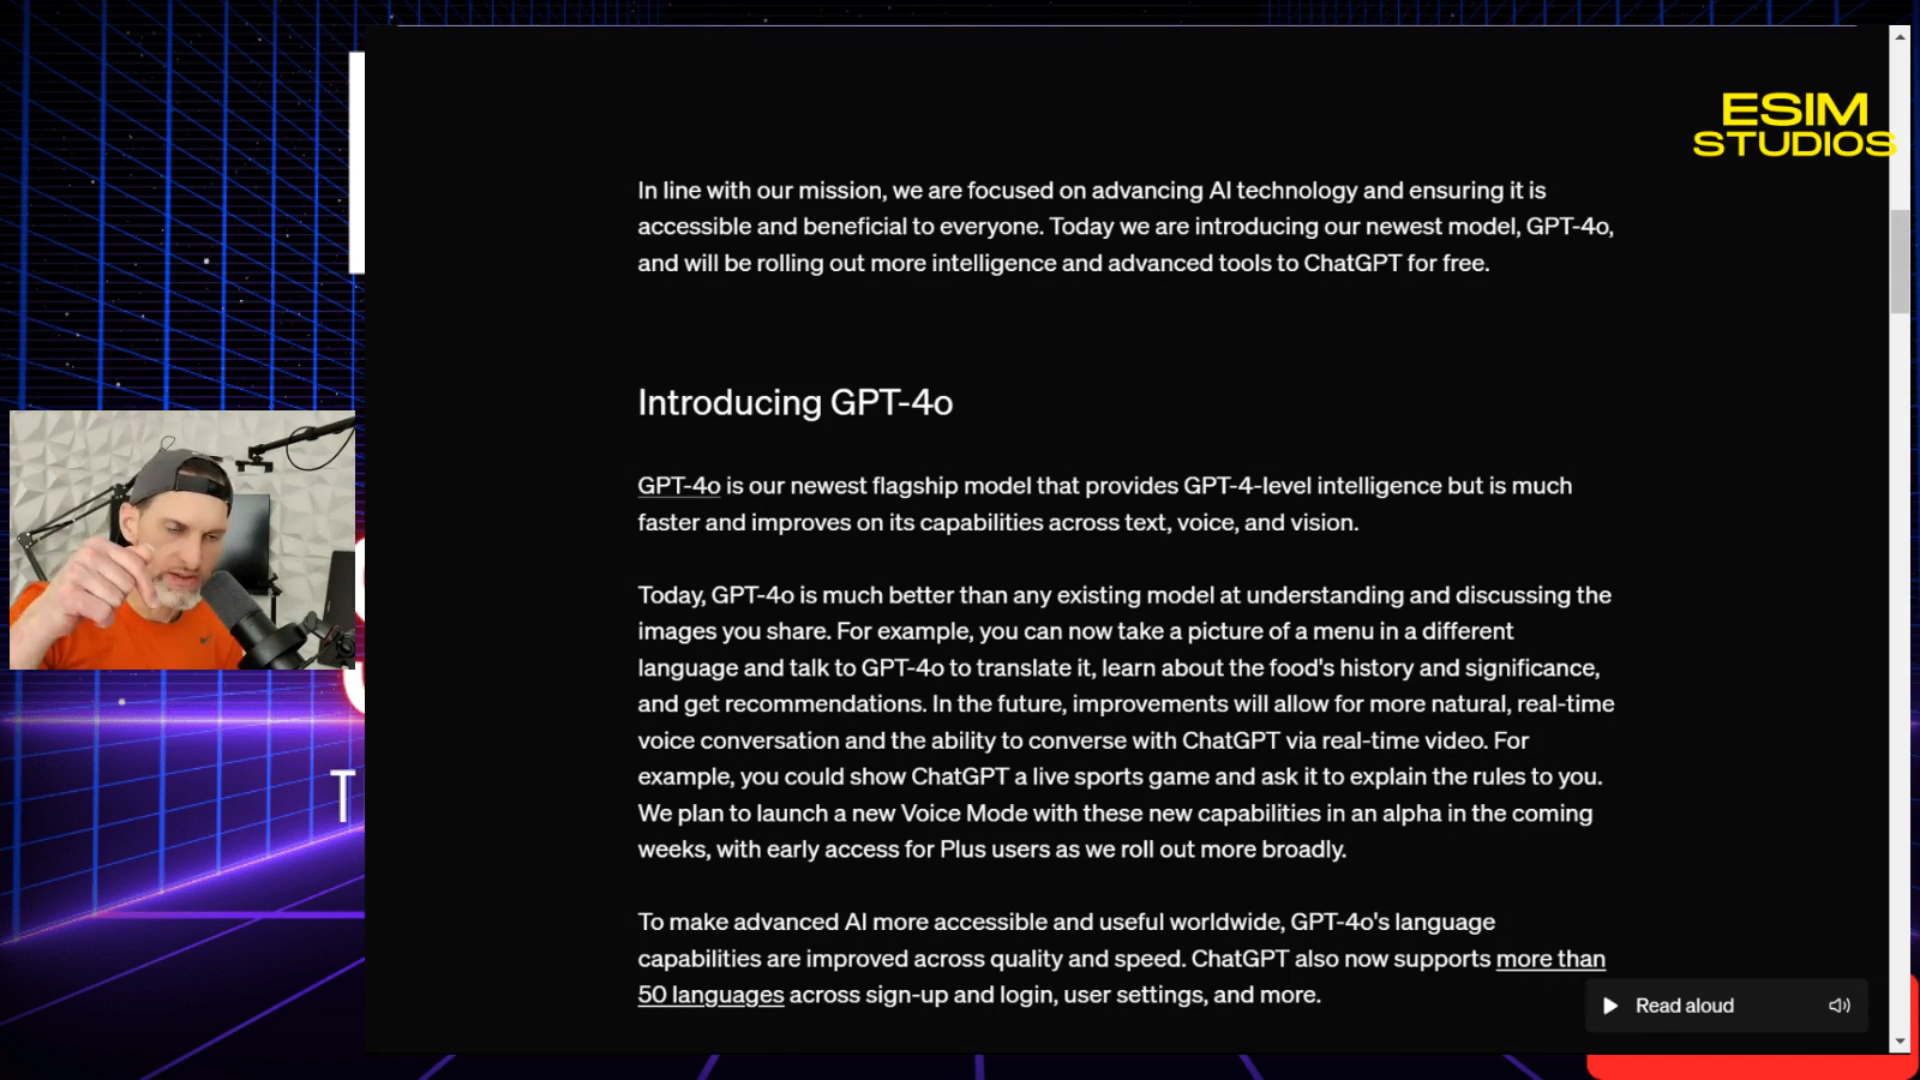 ESIM
STUDIOS
In line with our mission, we are focused on advancing AI technology and ensuring it is
accessible and beneficial to everyone. Today we are introducing our newest model, GPT-4o,
and will be rolling out more intelligence and advanced tools to ChatGPT for free.
Introducing GPT-4o
GPT-4o is our newest flagship model that provides GPT-4-level intelligence but is much
faster and improves on its capabilities across text, voice, and vision.
Today, GPT-4o is much better than any existing model at understanding and discussing the
images you share. For example, you can now take a picture of a menu in a different
language and talk to GPT-4o to translate it, learn about the food's history and significance,
and get recommendations. In the future, improvements will allow for more natural, real-time
voice conversation and the ability to converse with ChatGPT via real-time video. For
example, you could show ChatGPT a live sports game and ask it to explain the rules to you.
We plan to launch a new Voice Mode with these new capabilities in an alpha in the coming
weeks, with early access for Plus users as we roll out more broadly.
To make advanced AI more accessible and useful worldwide, GPT-4o's language
capabilities are improved across quality and speed. ChatGPT also now supports more than
50 languages across sign-up and login, user settings, and more.
Read aloud
T